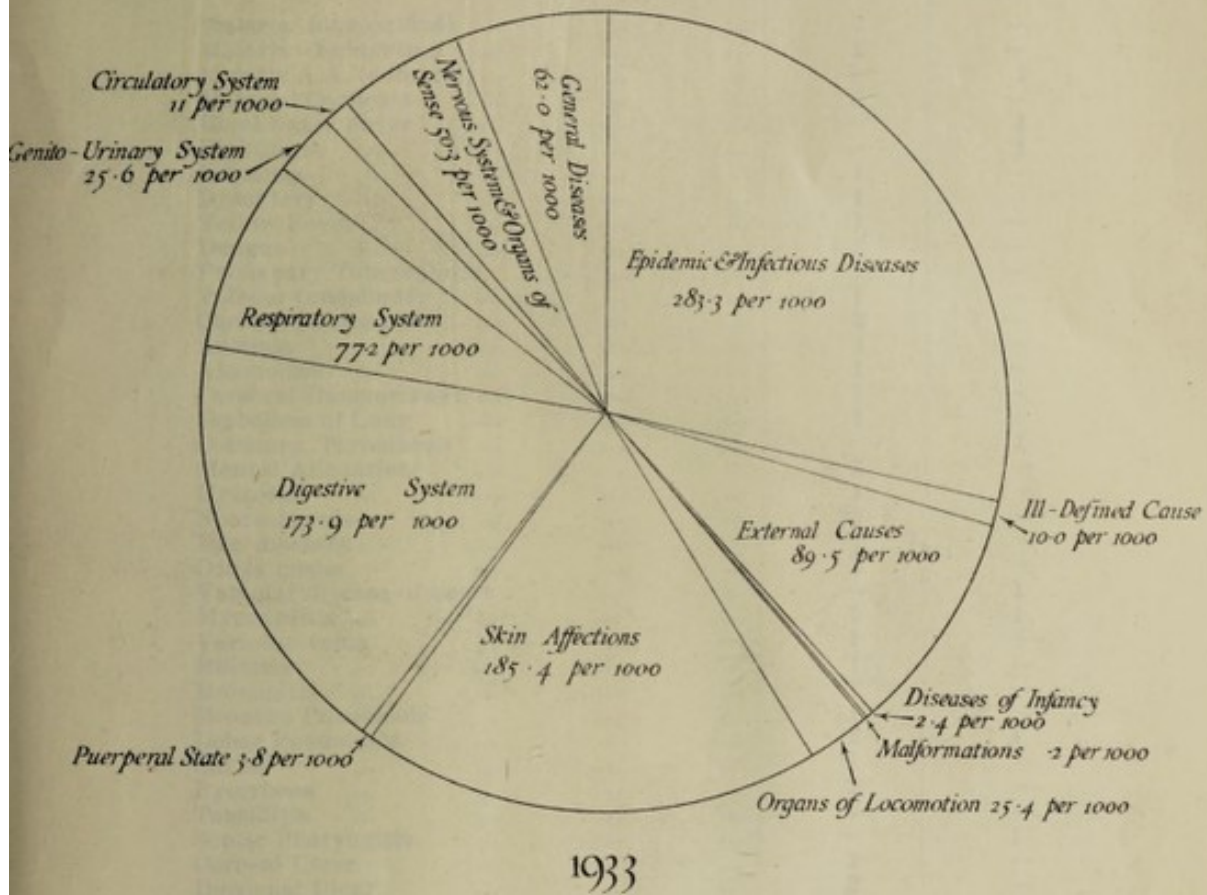 General Diseases
62·0 per 1000
Nervous System & Organs of
Sense 50·3 per 1000
Circulatory System
11 per 1000
Genito-Urinary System
25·6 per 1000
Epidemic & Infectious Diseases
283·3 per 1000
Respiratory System
77·2 per 1000
Digestive System
173·9 per 1000
Ill-Defined Cause
10·0 per 1000
External Causes
89·5 per 1000
Skin Affections
185·4 per 1000
Diseases of Infancy
2·4 per 1000
Malformations ·2 per 1000
Puerperal State 3·8 per 1000
Organs of Locomotion 25·4 per 1000
1933